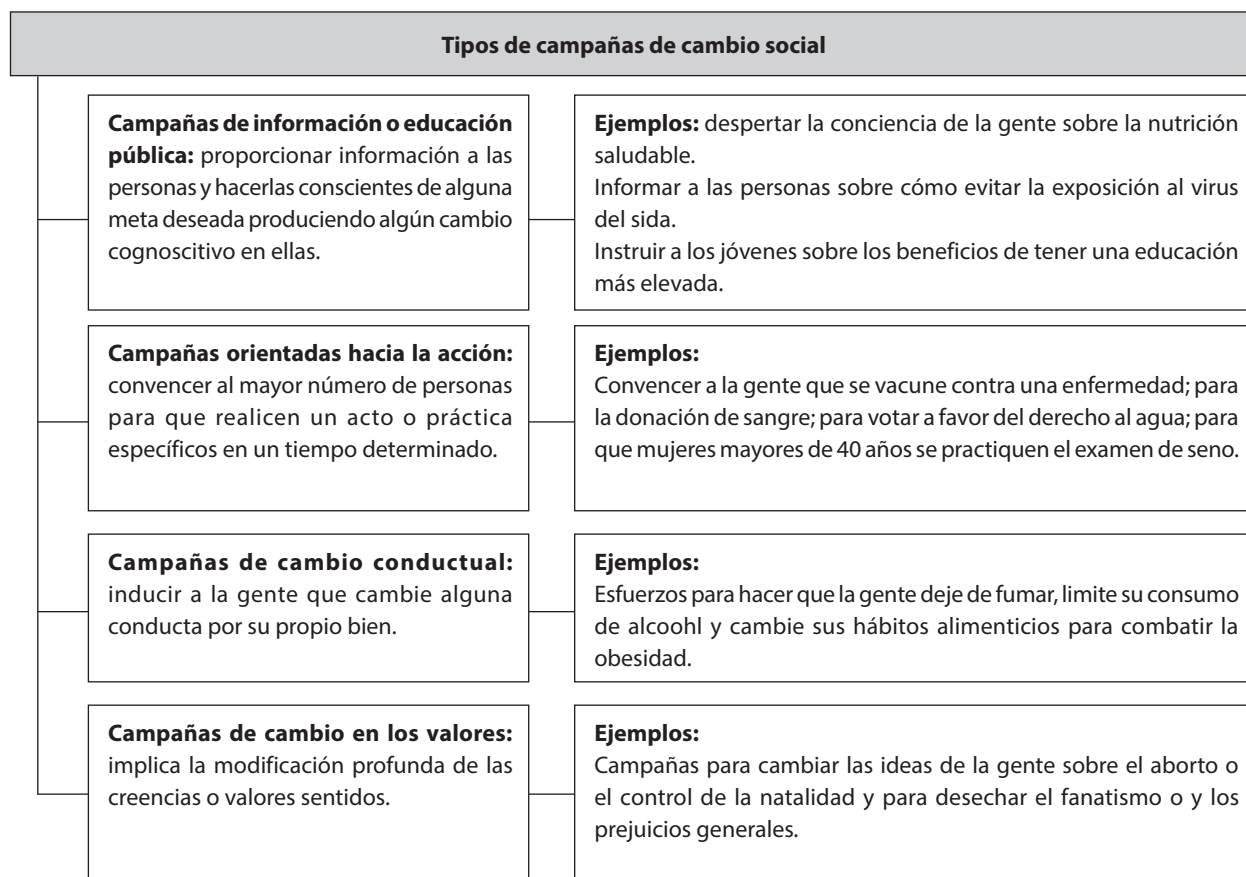 Tipos de campañas de cambio social
Campañas de información o educación
pública: proporcionar información a las
personas y hacerlas conscientes de alguna
meta deseada produciendo algún cambio
cognoscitivo en ellas.
Ejemplos: despertar la conciencia de la gente sobre la nutrición
saludable.
Informar a las personas sobre cómo evitar la exposición al virus
del sida.
Instruir a los jóvenes sobre los beneficios de tener una educación
más elevada.
Campañas orientadas hacia la acción:
convencer al mayor número de personas
para que realicen un acto o práctica
específicos en un tiempo determinado.
Ejemplos:
Convencer a la gente que se vacune contra una enfermedad; para
la donación de sangre; para votar a favor del derecho al agua; para
que mujeres mayores de 40 años se practiquen el examen de seno.
Campañas de cambio conductual:
inducir a la gente que cambie alguna
conducta por su propio bien.
Ejemplos:
Esfuerzos para hacer que la gente deje de fumar, limite su consumo
de alcoohl y cambie sus hábitos alimenticios para combatir la
obesidad.
Campañas de cambio en los valores:
implica la modificación profunda de las
creencias o valores sentidos.
Ejemplos:
Campañas para cambiar las ideas de la gente sobre el aborto o
el control de la natalidad y para desechar el fanatismo o y los
prejuicios generales.